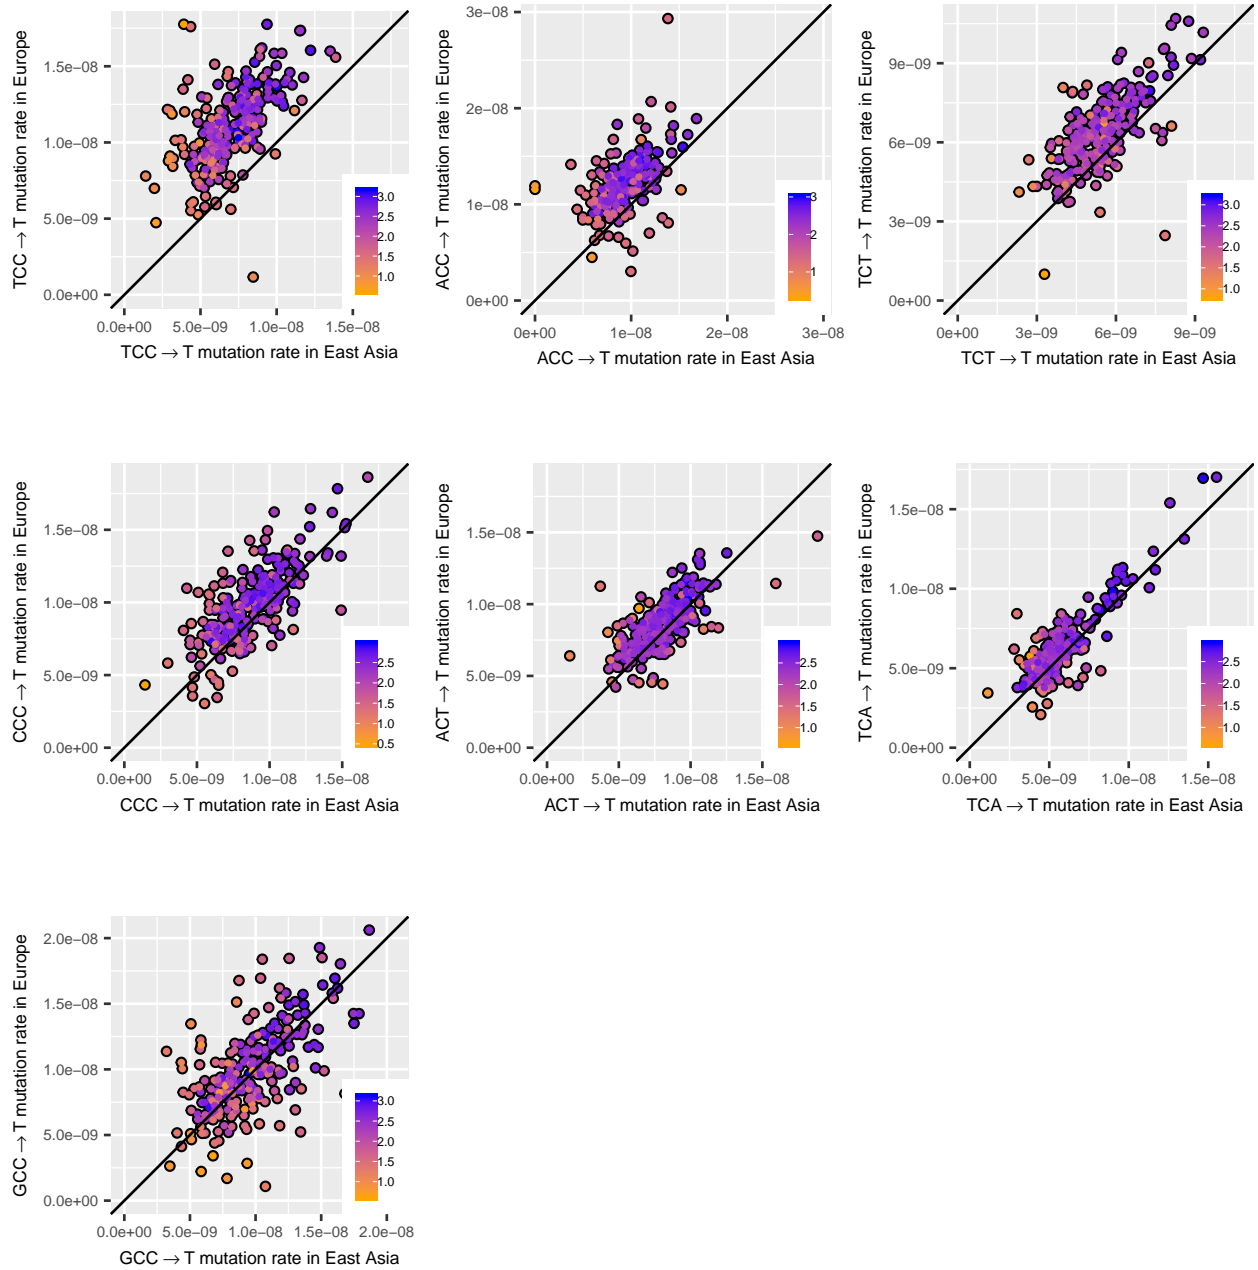 TCC → T mutation rate in Europe
1.5e−08
1.0e−08
5.0e−09
0.0e+00
3.0
2.5
2.0
1.5
1.0
0.0e+00 5.0e−09 1.0e−08 1.5e−08
TCC → T mutation rate in East Asia
ACC → T mutation rate in Europe
3e−08
2e−08
1e−08
0e+00
3
2
1
0e+00 1e−08 2e−08 3e−08
ACC → T mutation rate in East Asia
TCT → T mutation rate in Europe
9e−09
6e−09
3e−09
0e+00
3.0
2.5
2.0
1.5
1.0
0e+00 3e−09 6e−09 9e−09
TCT → T mutation rate in East Asia
CCC → T mutation rate in Europe
1.5e−08
1.0e−08
5.0e−09
0.0e+00
2.5
2.0
1.5
1.0
0.5
0.0e+00 5.0e−09 1.0e−08 1.5e−08
CCC → T mutation rate in East Asia
ACT → T mutation rate in Europe
1.5e−08
1.0e−08
5.0e−09
0.0e+00
2.5
2.0
1.5
1.0
0.0e+00 5.0e−09 1.0e−08 1.5e−08
ACT → T mutation rate in East Asia
TCA → T mutation rate in Europe
1.5e−08
1.0e−08
5.0e−09
0.0e+00
2.5
2.0
1.5
1.0
0.0e+00 5.0e−09 1.0e−08 1.5e−08
TCA → T mutation rate in East Asia
GCC → T mutation rate in Europe
2.0e−08
1.5e−08
1.0e−08
5.0e−09
0.0e+00
3.0
2.5
2.0
1.5
1.0
0.0e+00 5.0e−09 1.0e−08 1.5e−08 2.0e−08
GCC → T mutation rate in East Asia